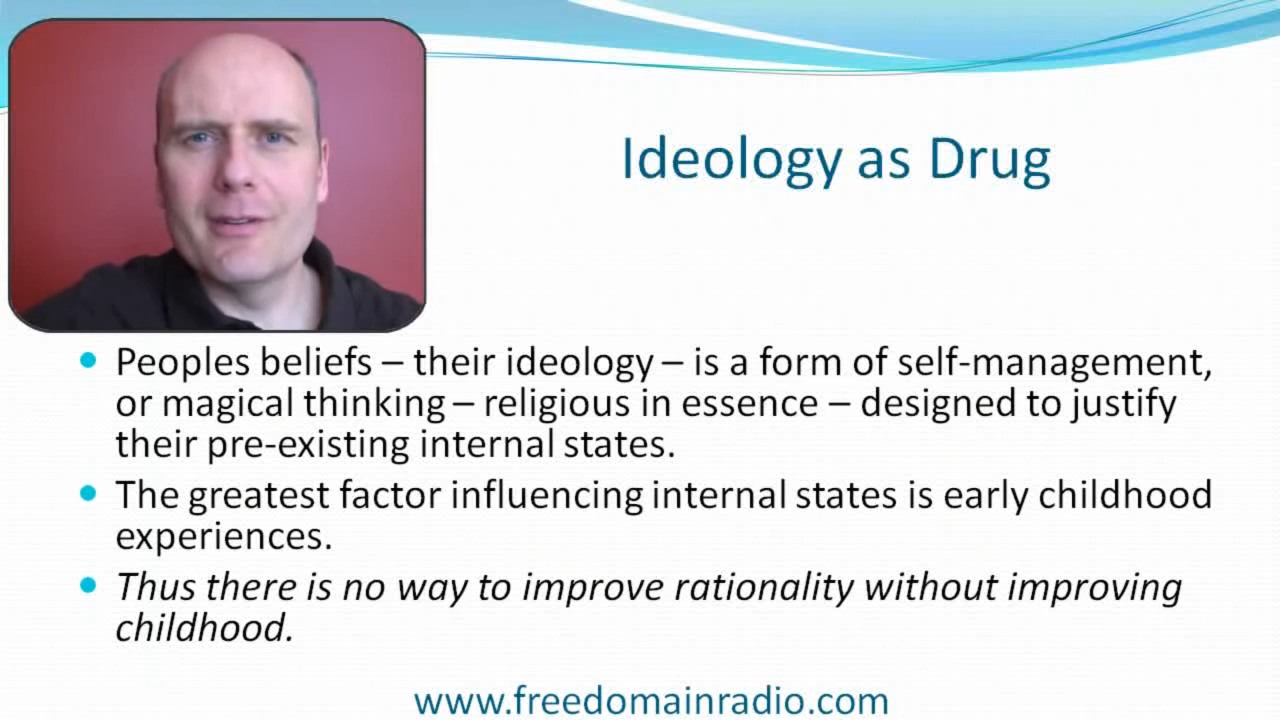 Ideology as Drug
Peoples beliefs – their ideology – is a form of self-management,
or magical thinking – religious in essence – designed to justify
their pre-existing internal states.
The greatest factor influencing internal states is early childhood
experiences.
Thus there is no way to improve rationality without improving
childhood.
www.freedomainradio.com